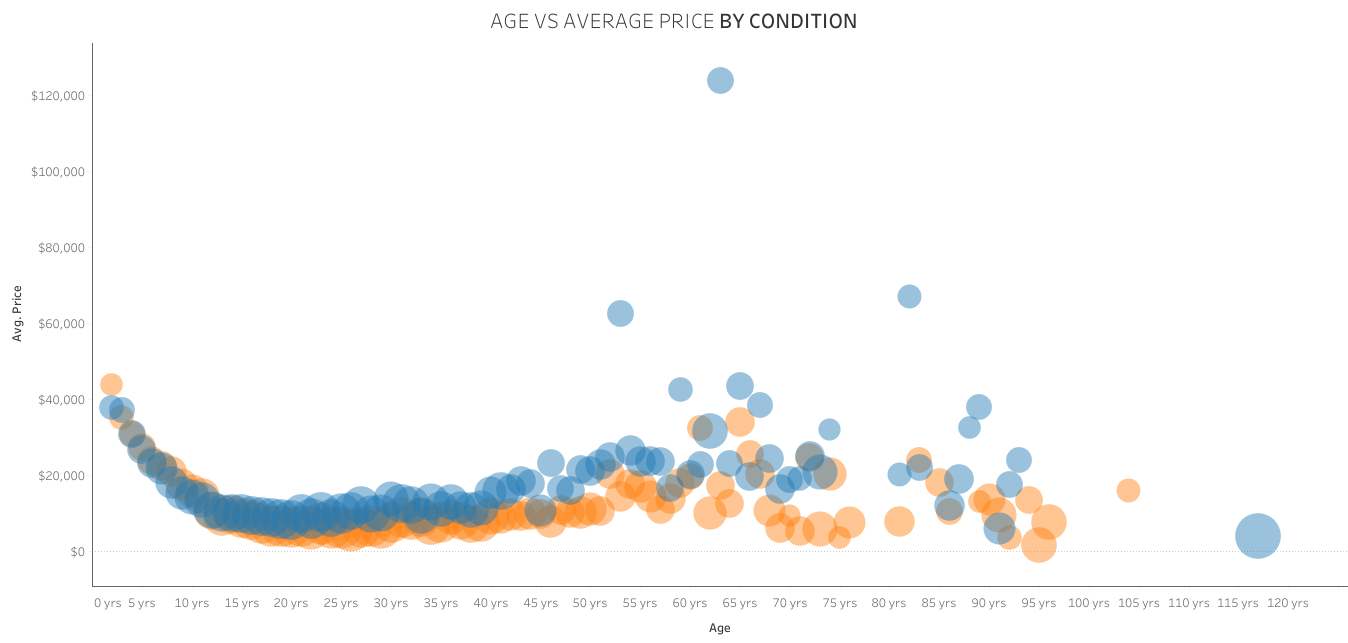 AGE VS AVERAGE PRICE BY CONDITION
$120,000
$100,000
$80,000
$60,000
$40,000
$20,000
$0
Avg. Price
0 yrs 5 yrs 10 yrs 15 yrs 20 yrs 25 yrs 30 yrs 35 yrs 40 yrs 45 yrs 50 yrs 55 yrs 60 yrs 65 yrs 70 yrs 75 yrs 80 yrs 85 yrs 90 yrs 95 yrs 100 yrs 105 yrs 110 yrs 115 yrs 120 yrs
Age